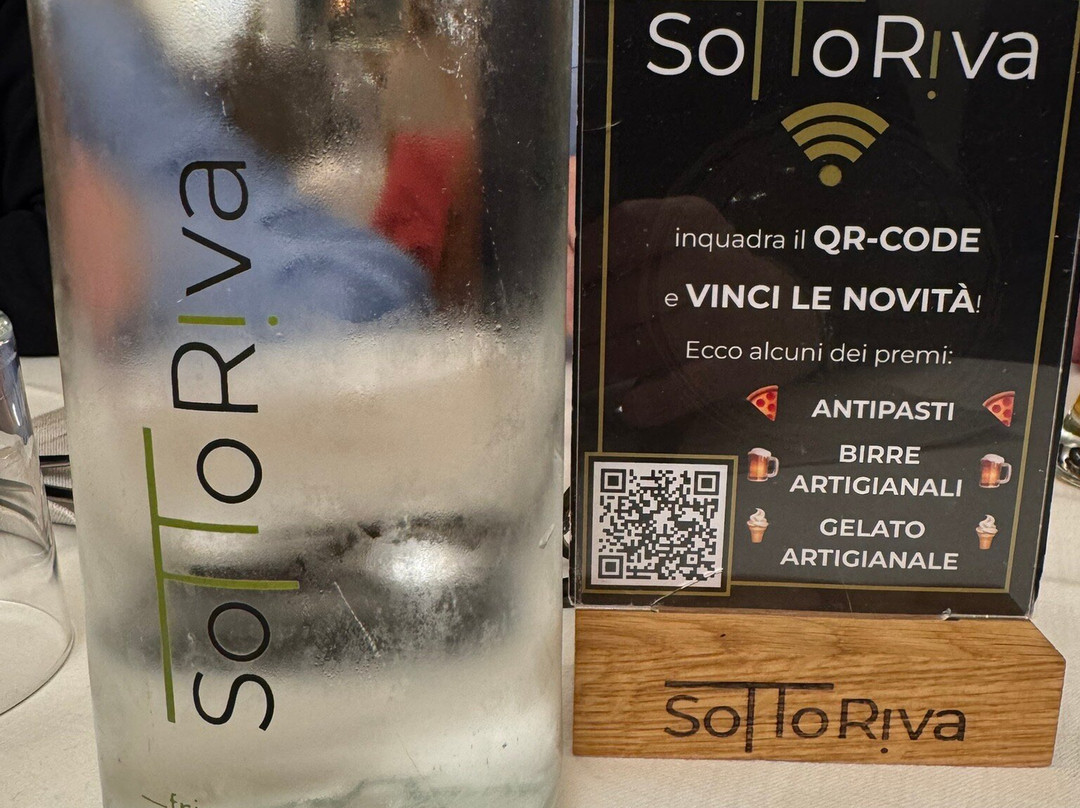 SoTToRiva
SoTToRiva
inquadra il QR-CODE
e VINCI LE NOVITÀ!
Ecco alcuni dei premi:
ANTIPASTI
BIRRE
ARTIGIANALI
GELATO
ARTIGIANALE
SoTToRiva